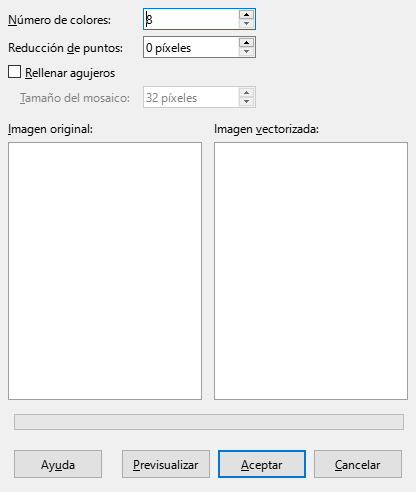 Número de colores: 8
Reducción de puntos: 0 píxeles
Rellenar agujeros
Tamaño del mosaico: 32 píxeles
Imagen original: Imagen vectorizada:
Ayuda Previsualizar Aceptar Cancelar